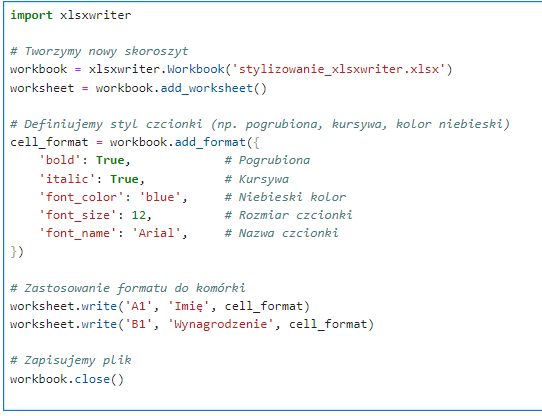 import xlsxwriter
# Tworzymy nowy skoroszyt
workbook = xlsxwriter.Workbook('stylizowanie_xlsxwriter.xlsx')
worksheet = workbook.add_worksheet()
# Definiujemy styl czcionki (np. pogrubiona, kursywa, kolor niebieski)
cell_format = workbook.add_format({
    'bold': True,             # Pogrubiona
    'italic': True,           # Kursywa
    'font_color': 'blue',     # Niebieski kolor
    'font_size': 12,          # Rozmiar czcionki
    'font_name': 'Arial',     # Nazwa czcionki
})
# Zastosowanie formatu do komórki
worksheet.write('A1', 'Imię', cell_format)
worksheet.write('B1', 'Wynagrodzenie', cell_format)
# Zapisujemy plik
workbook.close()